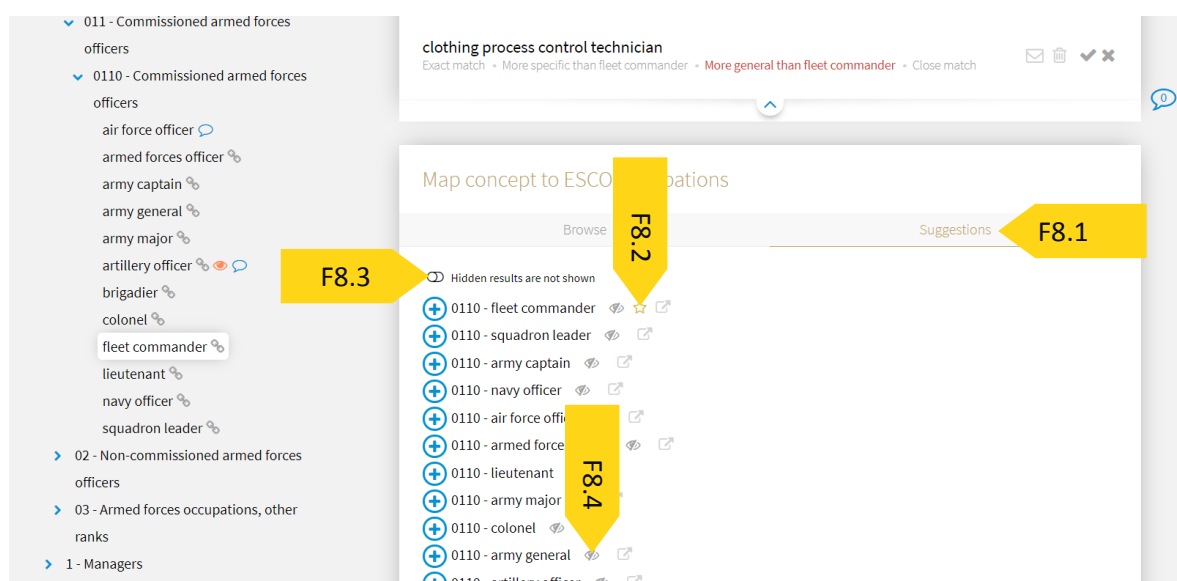 011 - Commissioned armed forces
officers
0110 - Commissioned armed forces
officers
air force officer
armed forces officer
army captain
army general
army major
artillery officer
brigadier
colonel
fleet commander
lieutenant
navy officer
squadron leader
02 - Non-commissioned armed forces
officers
03 - Armed forces occupations, other
ranks
1 - Managers
clothing process control technician
Exact match • More specific than fleet commander • More general than fleet commander • Close match
0
Map concept to ESCO pations
Browse
Suggestions
F8.1
F8.2
F8.3
Hidden results are not shown
0110 - fleet commander
0110 - squadron leader
0110 - army captain
0110 - navy officer
0110 - air force offi
0110 - armed force
0110 - lieutenant
0110 - army major
0110 - colonel
0110 - army general
F8.4
0110 - artillery officer